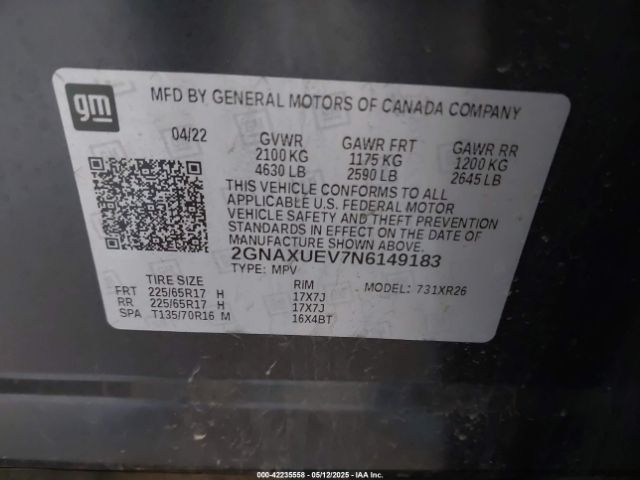 gm
MFD BY GENERAL MOTORS OF CANADA COMPANY
04/22 GVWR GAWR FRT GAWR RR
2100 KG 1175 KG 1200 KG
4630 LB 2590 LB 2645 LB
THIS VEHICLE CONFORMS TO ALL
APPLICABLE U.S. FEDERAL MOTOR
VEHICLE SAFETY AND THEFT PREVENTION
STANDARDS IN EFFECT ON THE DATE
OF MANUFACTURE SHOWN ABOVE.
2GNAXUEV7N6149183
TYPE: MPV MODEL: 731XR26
TIRE SIZE RIM
FRT 225/65R17 H 17X7J
RR 225/65R17 H 17X7J
SPA T135/70R16 M 16X4BT
000-42235558 - 05/12/2025 - IAA Inc.